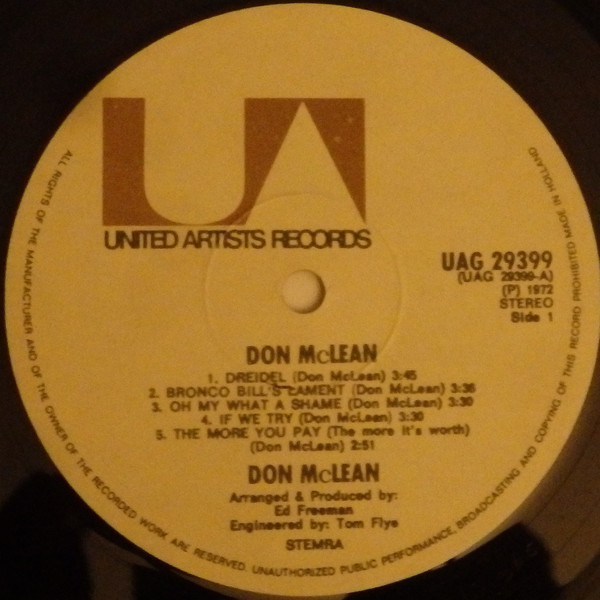 UA
UNITED ARTISTS RECORDS
UAG 29399
(UAG 29399-A)
(P) 1972
STEREO
Side 1
DON McLEAN
1. DREIDEL (Don McLean) 3:45
2. BRONCO BILL'S LAMENT (Don McLean) 3:36
3. OH MY WHAT A SHAME (Don McLean) 3:30
4. IF WE TRY (Don McLean) 3:30
5. THE MORE YOU PAY (The more it's worth)
(Don McLean) 2:51
DON McLEAN
Arranged & Produced by:
Ed Freeman
Engineered by: Tom Flye
STEMRA
ALL RIGHTS OF THE MANUFACTURER AND OF THE OWNER OF THE RECORDED WORK ARE RESERVED. UNAUTHORIZED PUBLIC PERFORMANCE, BROADCASTING AND COPYING OF THIS RECORD PROHIBITED MADE IN HOLLAND